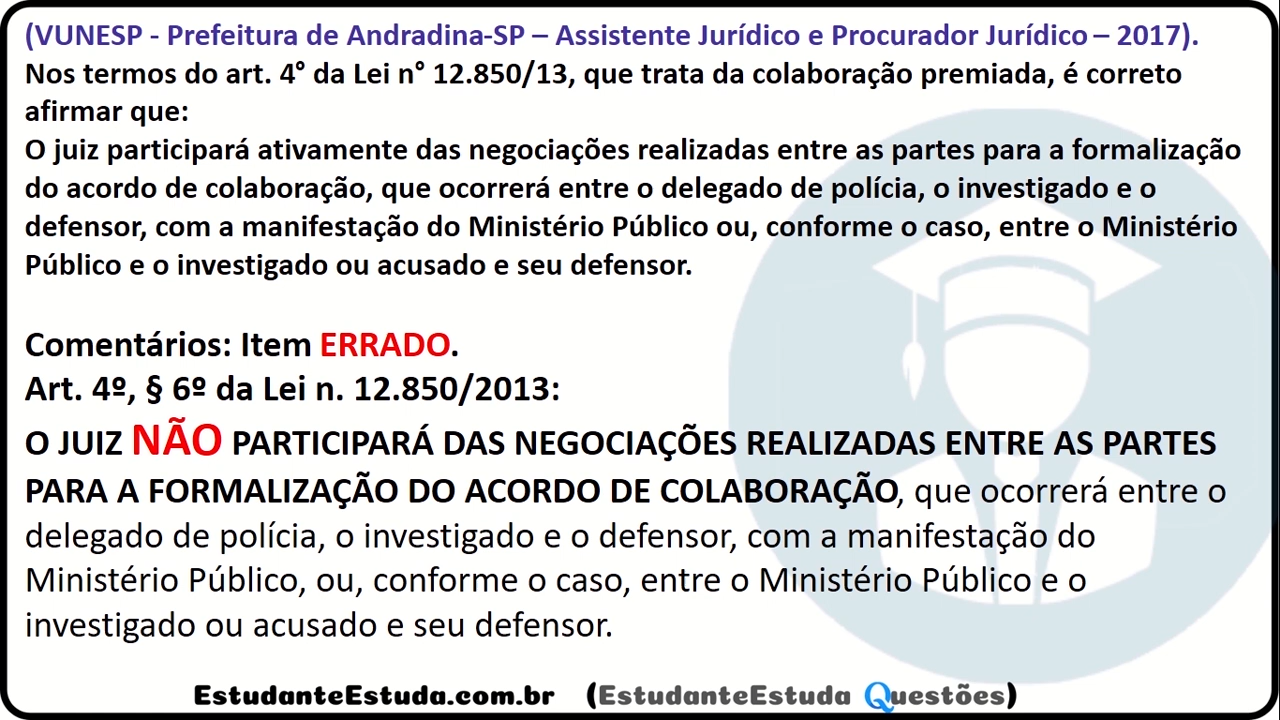 (VUNESP - Prefeitura de Andradina-SP – Assistente Jurídico e Procurador Jurídico – 2017).
Nos termos do art. 4° da Lei n° 12.850/13, que trata da colaboração premiada, é correto
afirmar que:
O juiz participará ativamente das negociações realizadas entre as partes para a formalização
do acordo de colaboração, que ocorrerá entre o delegado de polícia, o investigado e o
defensor, com a manifestação do Ministério Público ou, conforme o caso, entre o Ministério
Público e o investigado ou acusado e seu defensor.
Comentários: Item ERRADO.
Art. 4º, § 6º da Lei n. 12.850/2013:
O JUIZ NÃO PARTICIPARÁ DAS NEGOCIAÇÕES REALIZADAS ENTRE AS PARTES
PARA A FORMALIZAÇÃO DO ACORDO DE COLABORAÇÃO, que ocorrerá entre o
delegado de polícia, o investigado e o defensor, com a manifestação do
Ministério Público, ou, conforme o caso, entre o Ministério Público e o
investigado ou acusado e seu defensor.
EstudanteEstuda.com.br (EstudanteEstuda Questões)